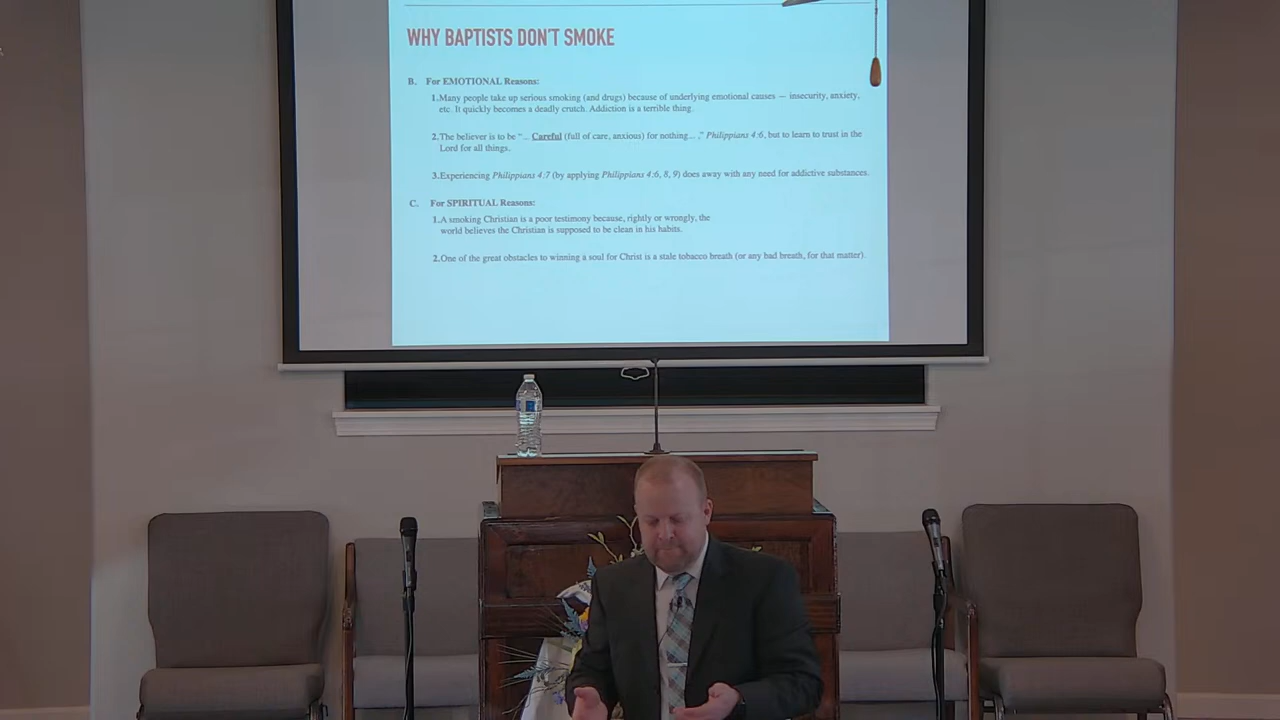 WHY BAPTISTS DON'T SMOKE
B. For EMOTIONAL Reasons:
1.Many people take up serious smoking (and drugs) because of underlying emotional causes — insecurity, anxiety,
etc. It quickly becomes a deadly crutch. Addiction is a terrible thing.
2.The believer is to be "... Careful (full of care, anxious) for nothing... ," Philippians 4:6, but to learn to trust in the
Lord for all things.
3.Experiencing Philippians 4:7 (by applying Philippians 4:6, 8, 9) does away with any need for addictive substances.
C. For SPIRITUAL Reasons:
1.A smoking Christian is a poor testimony because, rightly or wrongly, the
world believes the Christian is supposed to be clean in his habits.
2.One of the great obstacles to winning a soul for Christ is a stale tobacco breath (or any bad breath, for that matter).